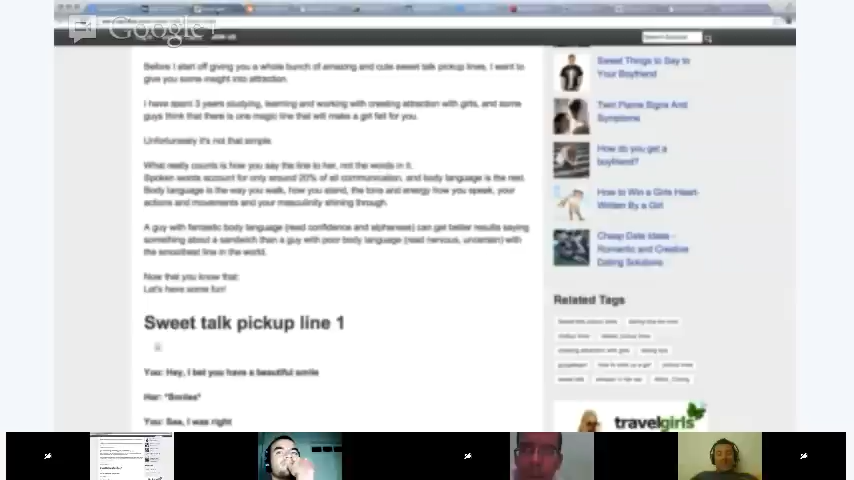 Google+
Before I start off giving you a whole bunch of amazing and cute sweet talk pickup lines, I want to
give you some insight into attraction.
I have spent 3 years studying, learning and working with creating attraction with girls, and some
guys think that there is one magic line that will make a girl fall for you.
Unfortunately it's not that simple.
What really counts is how you say the line to her, not the words in it.
Spoken words account for only around 20% of all communication, and body language is the rest.
Body language is the way you walk, how you stand, the tone and energy how you speak, your
actions and movements and your masculinity shining through.
A guy with fantastic body language (read confidence and alphaness) can get better results saying
something about a sandwich than a guy with poor body language (read nervous, uncertain) with
the smoothest line in the world.
Now that you know that:
Let's have some fun!
Sweet talk pickup line 1
You: Hey, I bet you have a beautiful smile
Her: *Smiles*
You: See, I was right
Sweet Things to Say to
Your Boyfriend
Twin Flame Signs And
Symptoms
How do you get a
boyfriend?
How to Win a Girls Heart-
Written By a Girl
Cheap Date Ideas -
Romantic and Creative
Dating Solutions
Related Tags
travelgirls